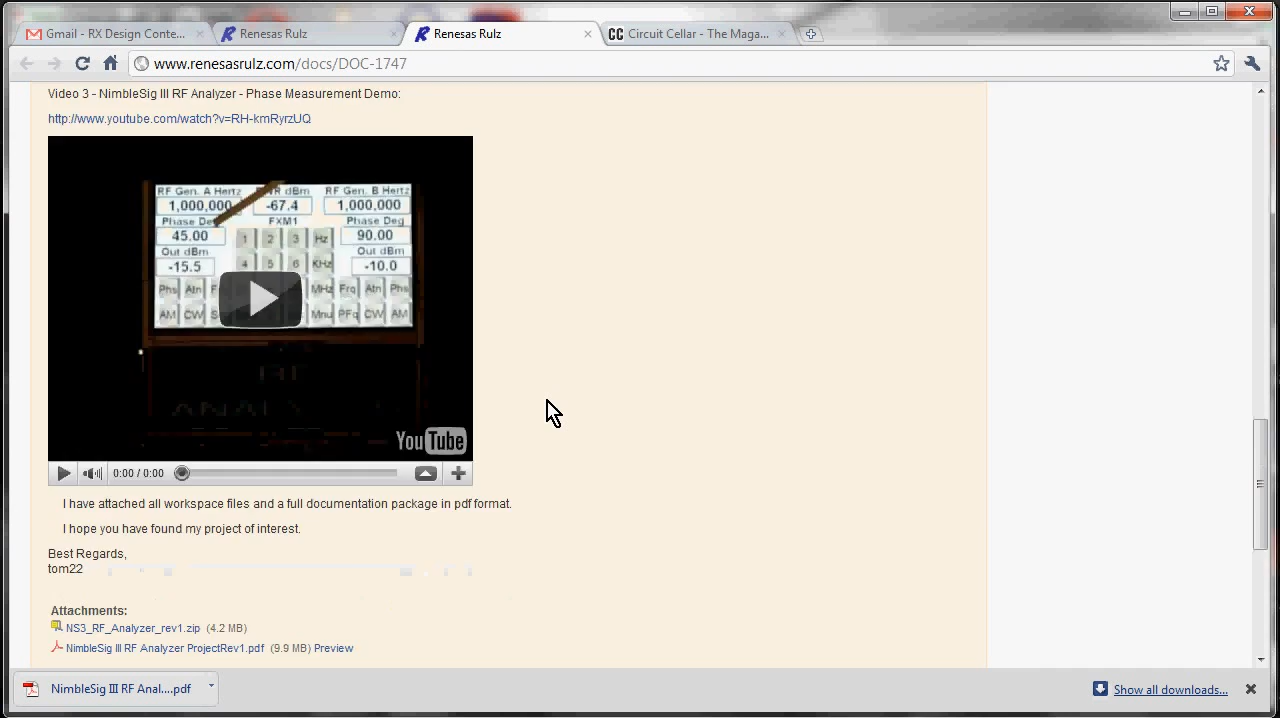 Gmail - RX Design Conte...
Renesas Rulz
Renesas Rulz
CC Circuit Cellar - The Maga...
www.renesasrulz.com/docs/DOC-1747
Video 3 - NimbleSig III RF Analyzer - Phase Measurement Demo:
http://www.youtube.com/watch?v=RH-kmRyrzUQ
RF Gen. A Hertz dBm RF Gen. B Hertz
1,000,000 -67.4 1,000,000
Phase FXM1 Phase Deg
45.00 1 2 3 Hz 90.00
Out dBm Out dBm
-15.5 4 5 6 KHz -10.0
Phs Atn MHz Frq Atn Phs
AM CW Mnu PFq CW AM
RF
YouTube
0:00 / 0:00
I have attached all workspace files and a full documentation package in pdf format.
I hope you have found my project of interest.
Best Regards,
tom22
Attachments:
NS3_RF_Analyzer_rev1.zip (4.2 MB)
NimbleSig III RF Analyzer ProjectRev1.pdf (9.9 MB) Preview
NimbleSig III RF Anal....pdf
Show all downloads...